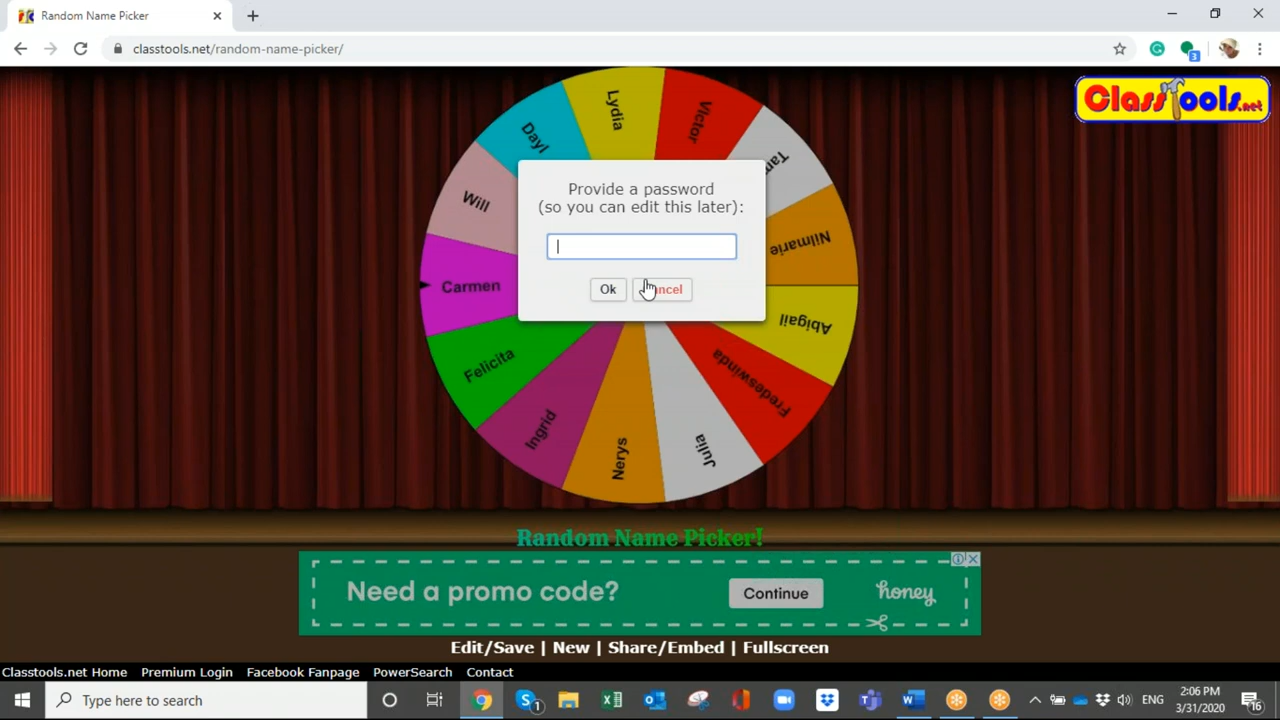 Random Name Picker
classtools.net/random-name-picker/
3
ClassTools.net
Lydia
Victor
Dayl
Will
Nilmarie
Carmen
Abigail
Felicita
Fredeswinda
Ingrid
Nerys
Julia
Provide a password
(so you can edit this later):
Ok
Random Name Picker!
Need a promo code?
Continue
honey
Edit/Save | New | Share/Embed | Fullscreen
Classtools.net Home
Premium Login
Facebook Fanpage
PowerSearch
Contact
Type here to search
1
ENG
2:06 PM
3/31/2020
16